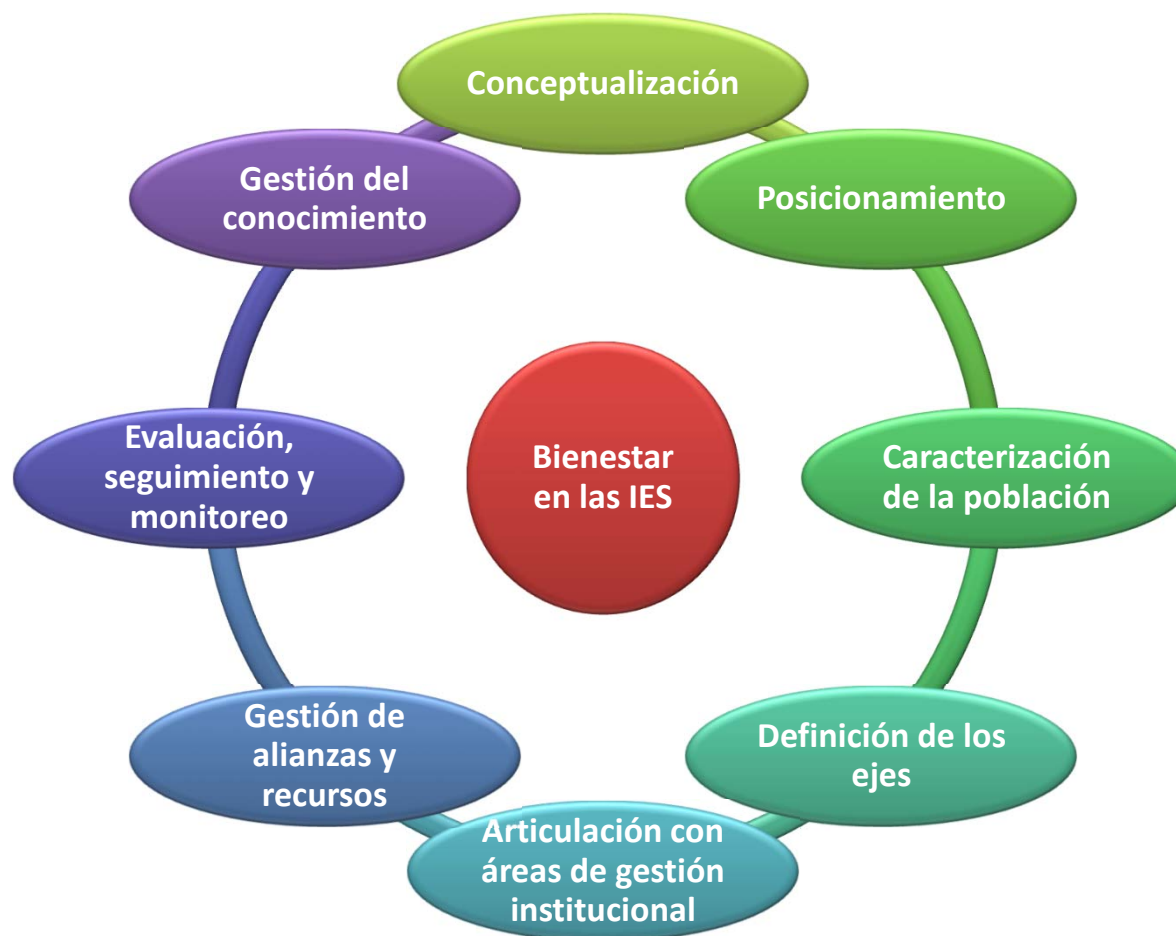 Conceptualización
Posicionamiento
Caracterización
de la población
Definición de los
ejes
Articulación con
áreas de gestión
institucional
Gestión de
alianzas y
recursos
Evaluación,
seguimiento y
monitoreo
Gestión del
conocimiento
Bienestar
en las IES